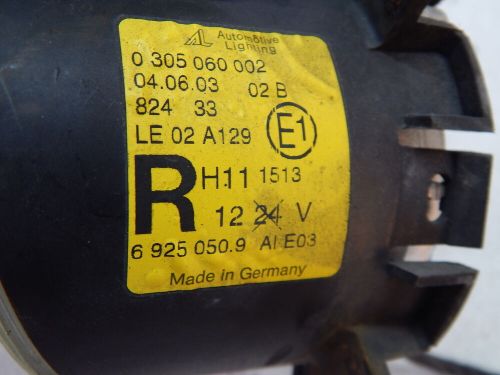 AL Automotive
Lighting
0 305 060 002
04.06.03 02 B
824 33
LE 02 A129 E1
R H11 1513
12 24 V
6 925 050.9 AI E03
Made in Germany